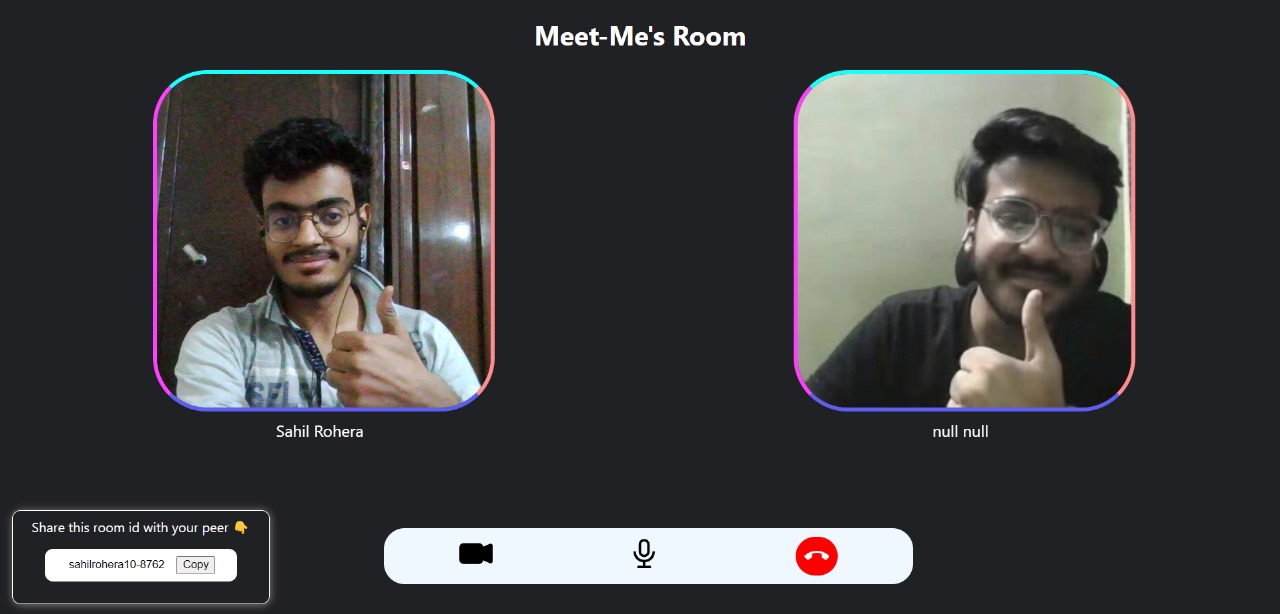 Meet-Me's Room
Sahil Rohera
null null
Share this room id with your peer 👇
sahilrohera10-8762 Copy